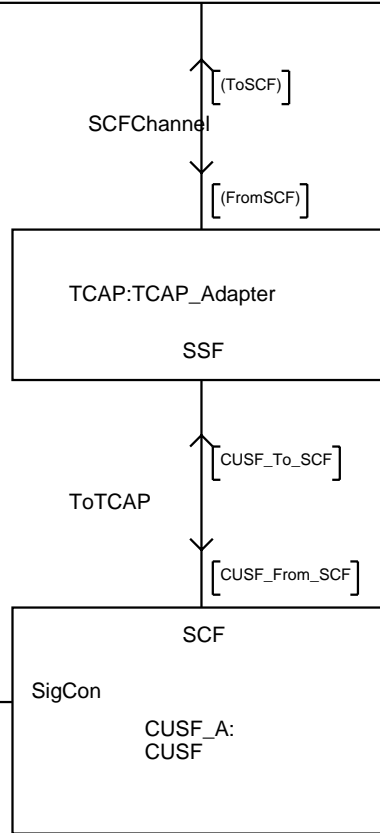 [(ToSCF)]
SCFChannel
[(FromSCF)]
TCAP:TCAP_Adapter
SSF
[CUSF_To_SCF]
ToTCAP
[CUSF_From_SCF]
SCF
SigCon
CUSF_A:
CUSF